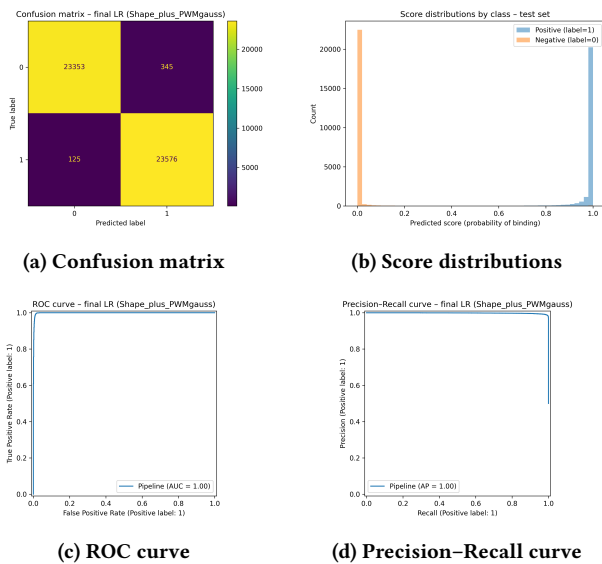 Confusion matrix – final LR (Shape_plus_PWMgauss)
0
1
True label
23353
345
125
23576
0
1
Predicted label
20000
15000
10000
5000
(a) Confusion matrix
Score distributions by class – test set
Positive (label=1)
Negative (label=0)
20000
15000
10000
5000
0
Count
0.0 0.2 0.4 0.6 0.8 1.0
Predicted score (probability of binding)
(b) Score distributions
ROC curve – final LR (Shape_plus_PWMgauss)
1.0
0.8
0.6
0.4
0.2
0.0
True Positive Rate (Positive label: 1)
Pipeline (AUC = 1.00)
0.0 0.2 0.4 0.6 0.8 1.0
False Positive Rate (Positive label: 1)
(c) ROC curve
Precision–Recall curve – final LR (Shape_plus_PWMgauss)
1.0
0.8
0.6
0.4
0.2
0.0
Precision (Positive label: 1)
Pipeline (AP = 1.00)
0.0 0.2 0.4 0.6 0.8 1.0
Recall (Positive label: 1)
(d) Precision–Recall curve